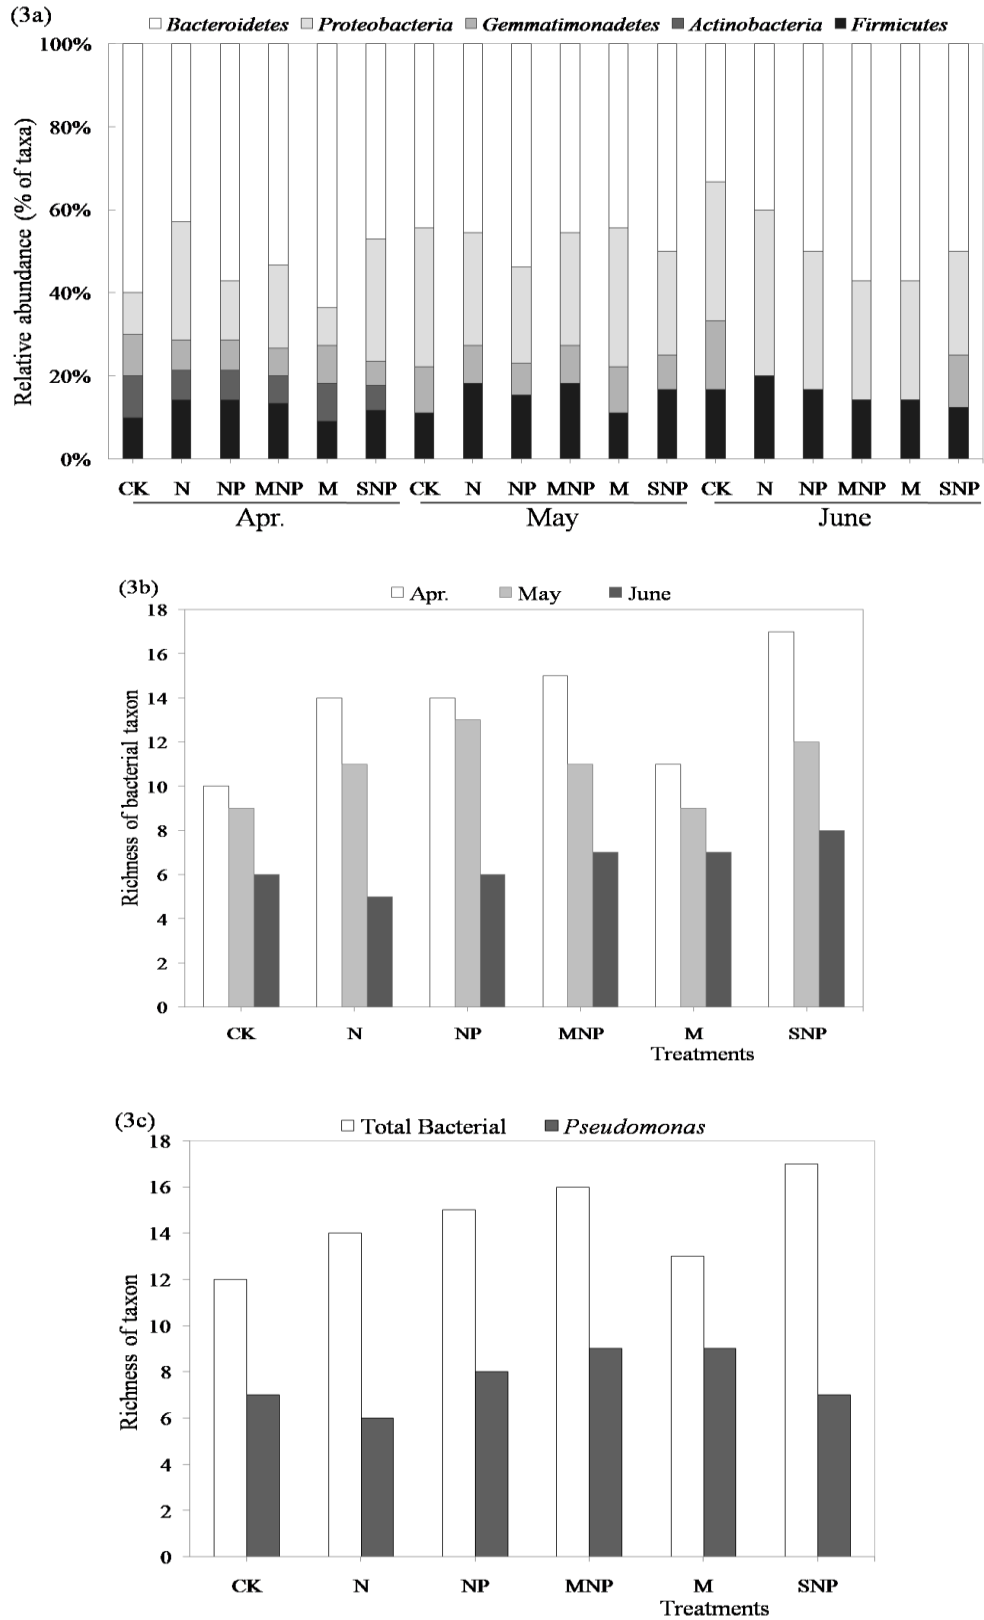 (3a)
Bacteroidetes Proteobacteria Gemmatimonadetes Actinobacteria Firmicutes
Relative abundance (% of taxa)
100%
80%
60%
40%
20%
0%
CK N NP MNP M SNP CK N NP MNP M SNP CK N NP MNP M SNP
Apr. May June
(3b)
Apr. May June
Richness of bacterial taxon
18
16
14
12
10
8
6
4
2
0
CK N NP MNP M SNP
Treatments
(3c)
Total Bacterial Pseudomonas
Richness of taxon
18
16
14
12
10
8
6
4
2
0
CK N NP MNP M SNP
Treatments